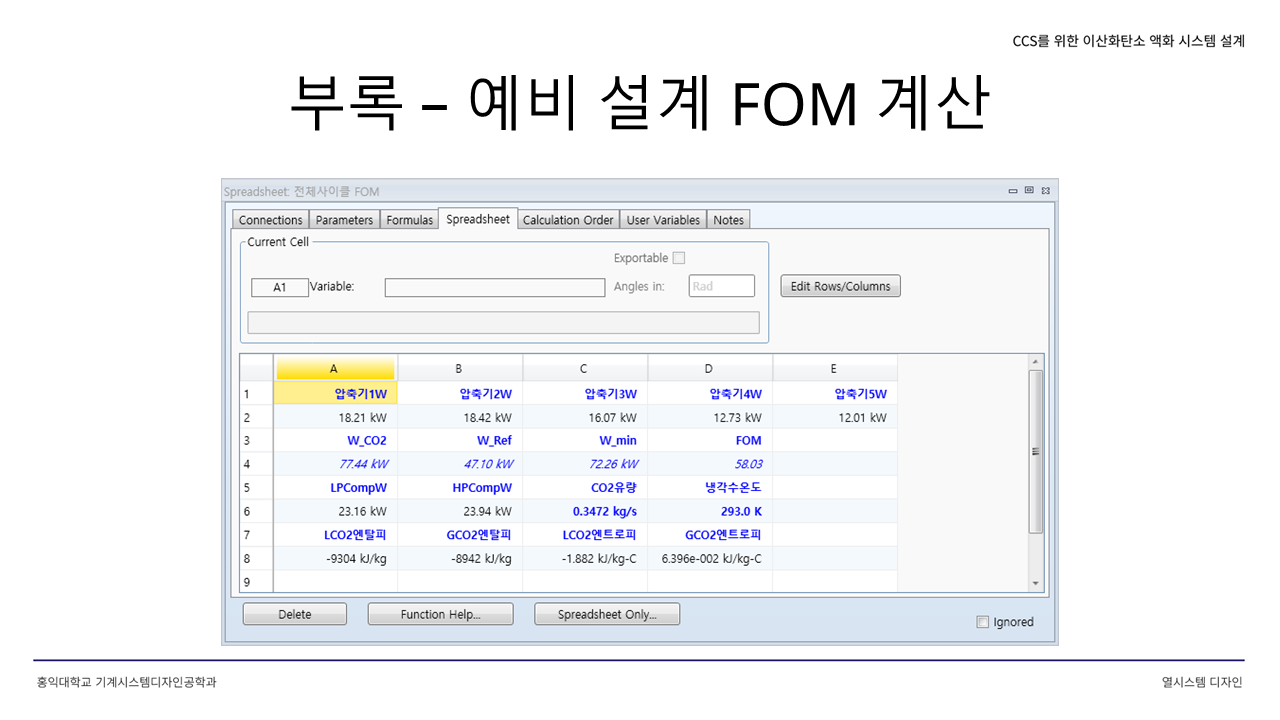 CCS를 위한 이산화탄소 액화 시스템 설계
부록 – 예비 설계 FOM 계산
Spreadsheet: 전체사이클 FOM
Connections Parameters Formulas Spreadsheet Calculation Order User Variables Notes
Current Cell
Exportable
A1 Variable: Angles in: Rad
Edit Rows/Columns
A B C D E
1 압축기1W 압축기2W 압축기3W 압축기4W 압축기5W
2 18.21 kW 18.42 kW 16.07 kW 12.73 kW 12.01 kW
3 W_CO2 W_Ref W_min FOM
4 77.44 kW 47.10 kW 72.26 kW 58.03
5 LPCompW HPCompW CO2유량 냉각수온도
6 23.16 kW 23.94 kW 0.3472 kg/s 293.0 K
7 LCO2엔탈피 GCO2엔탈피 LCO2엔트로피 GCO2엔트로피
8 -9304 kJ/kg -8942 kJ/kg -1.882 kJ/kg-C 6.396e-002 kJ/kg-C
9
Delete Function Help... Spreadsheet Only... Ignored
홍익대학교 기계시스템디자인공학과
열시스템 디자인